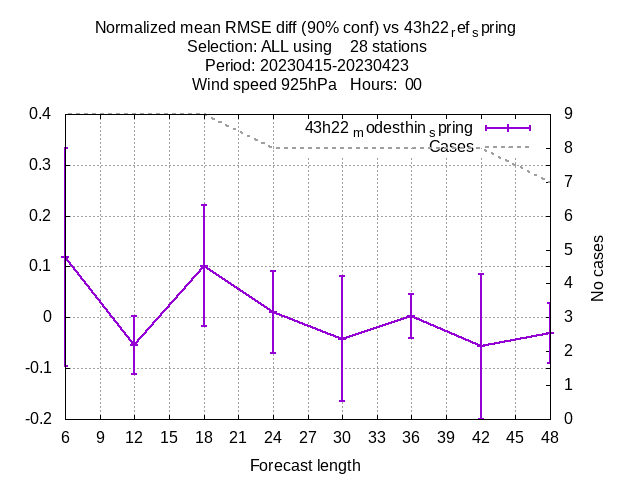 Normalized mean RMSE diff (90% conf) vs 43h22refspring
Selection: ALL using 28 stations
Period: 20230415-20230423
Wind speed 925hPa Hours: 00
43h22modesthinspring
Cases
0.4
0.3
0.2
0.1
0
-0.1
-0.2
9
8
7
6
5
4
3
2
1
0
No cases
6 9 12 15 18 21 24 27 30 33 36 39 42 45 48
Forecast length